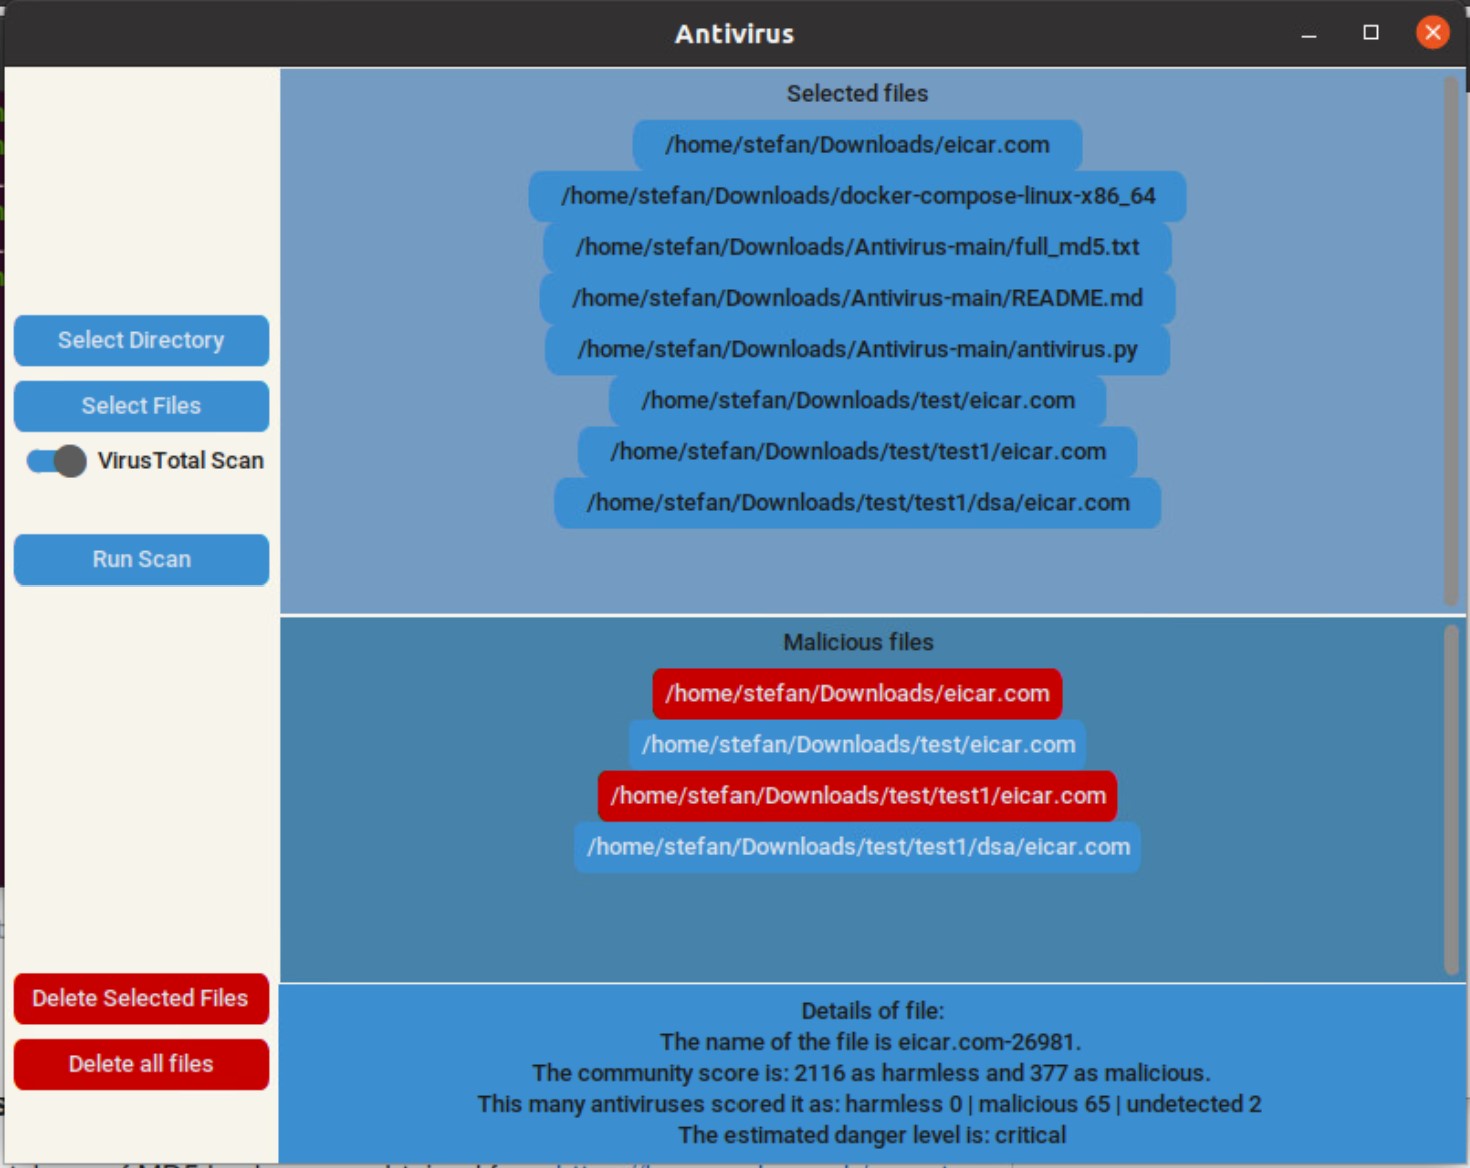 Antivirus
Selected files
/home/stefan/Downloads/eicar.com
/home/stefan/Downloads/docker-compose-linux-x86_64
/home/stefan/Downloads/Antivirus-main/full_md5.txt
/home/stefan/Downloads/Antivirus-main/README.md
/home/stefan/Downloads/Antivirus-main/antivirus.py
/home/stefan/Downloads/test/eicar.com
/home/stefan/Downloads/test/test1/eicar.com
/home/stefan/Downloads/test/test1/dsa/eicar.com
Select Directory
Select Files
VirusTotal Scan
Run Scan
Malicious files
/home/stefan/Downloads/eicar.com
/home/stefan/Downloads/test/eicar.com
/home/stefan/Downloads/test/test1/eicar.com
/home/stefan/Downloads/test/test1/dsa/eicar.com
Delete Selected Files
Delete all files
Details of file:
The name of the file is eicar.com-26981.
The community score is: 2116 as harmless and 377 as malicious.
This many antiviruses scored it as: harmless 0 | malicious 65 | undetected 2
The estimated danger level is: critical